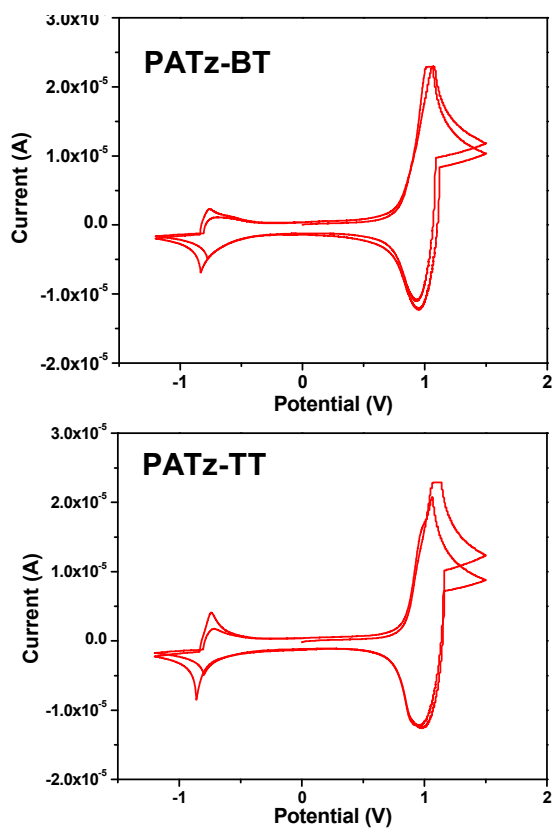 3.0x10
PATz-BT
2.0x10⁻⁵
1.0x10⁻⁵
0.0
-1.0x10⁻⁵
-2.0x10⁻⁵
Current (A)
-1 0 1 2
Potential (V)
3.0x10⁻⁵
PATz-TT
2.0x10⁻⁵
1.0x10⁻⁵
0.0
-1.0x10⁻⁵
-2.0x10⁻⁵
Current (A)
-1 0 1 2
Potential (V)